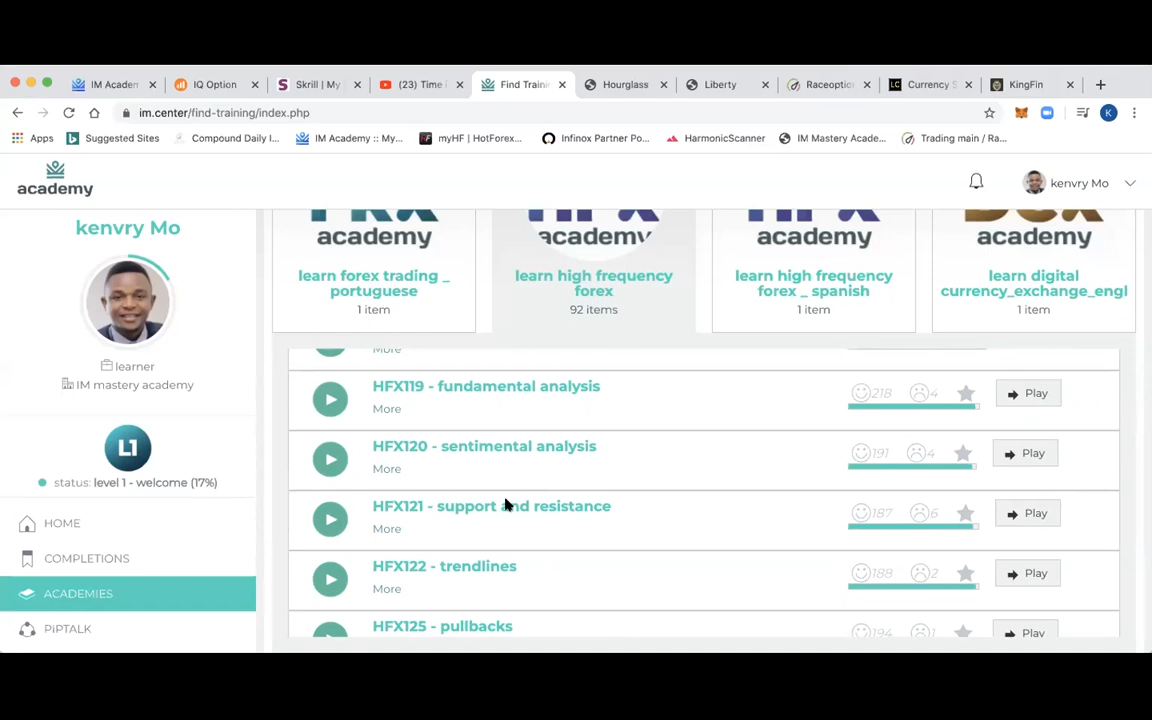 IM Academ
IQ Option
Skrill | My
(23) Time
Find Traini
Hourglass
Liberty
Raceoptio
Currency S
KingFin
im.center/find-training/index.php
K
Apps
Suggested Sites
Compound Daily I...
IM Academy :: My...
myHF | HotForex...
Infinox Partner Po...
HarmonicScanner
IM Mastery Acade...
Trading main / Ra...
academy
kenvry Mo
kenvry Mo
learner
IM mastery academy
L1
status: level 1 - welcome (17%)
HOME
COMPLETIONS
ACADEMIES
PiPTALK
academy
learn forex trading _
portuguese
1 item
academy
learn high frequency
forex
92 items
academy
learn high frequency
forex _ spanish
1 item
academy
learn digital
currency_exchange_engl
1 item
More
HFX119 - fundamental analysis
More
218
4
Play
HFX120 - sentimental analysis
More
191
4
Play
HFX121 - support and resistance
More
187
6
Play
HFX122 - trendlines
More
188
2
Play
HFX125 - pullbacks
194
1
Play